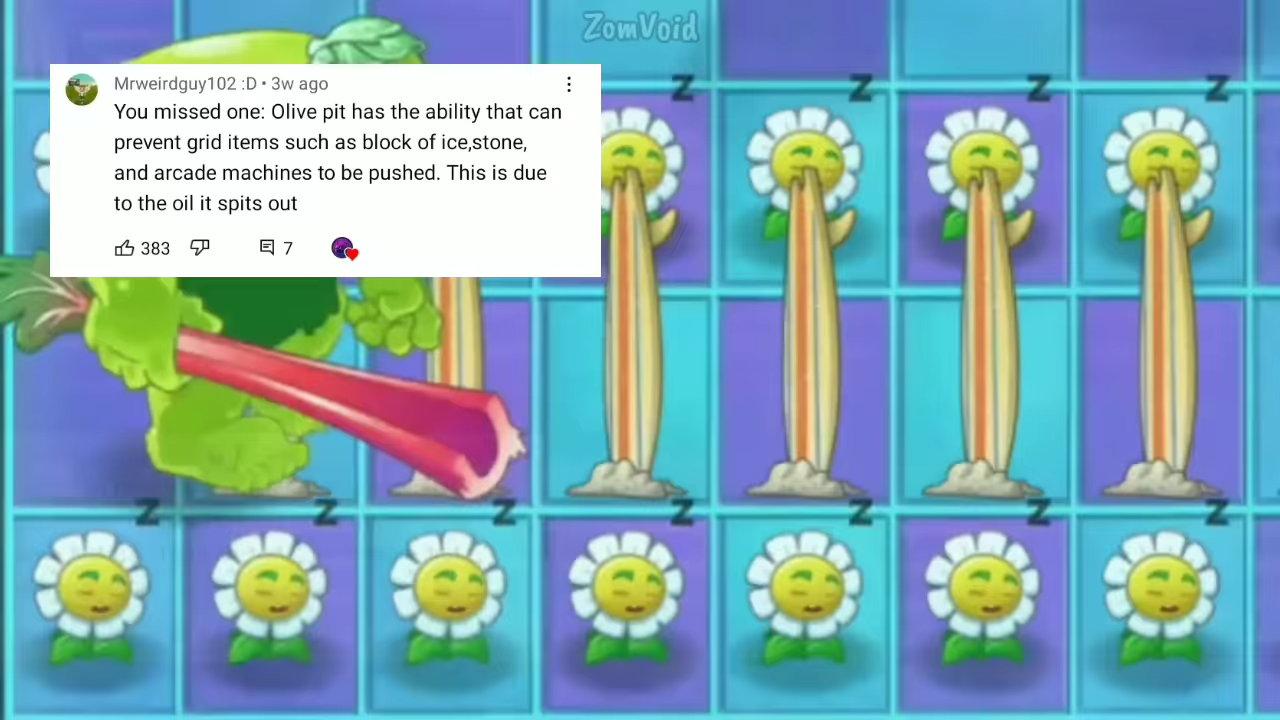 ZomVoid
Mrweirdguy102 :D • 3w ago
You missed one: Olive pit has the ability that can
prevent grid items such as block of ice,stone,
and arcade machines to be pushed. This is due
to the oil it spits out
383 7
Z Z Z Z
Z Z Z Z Z Z Z